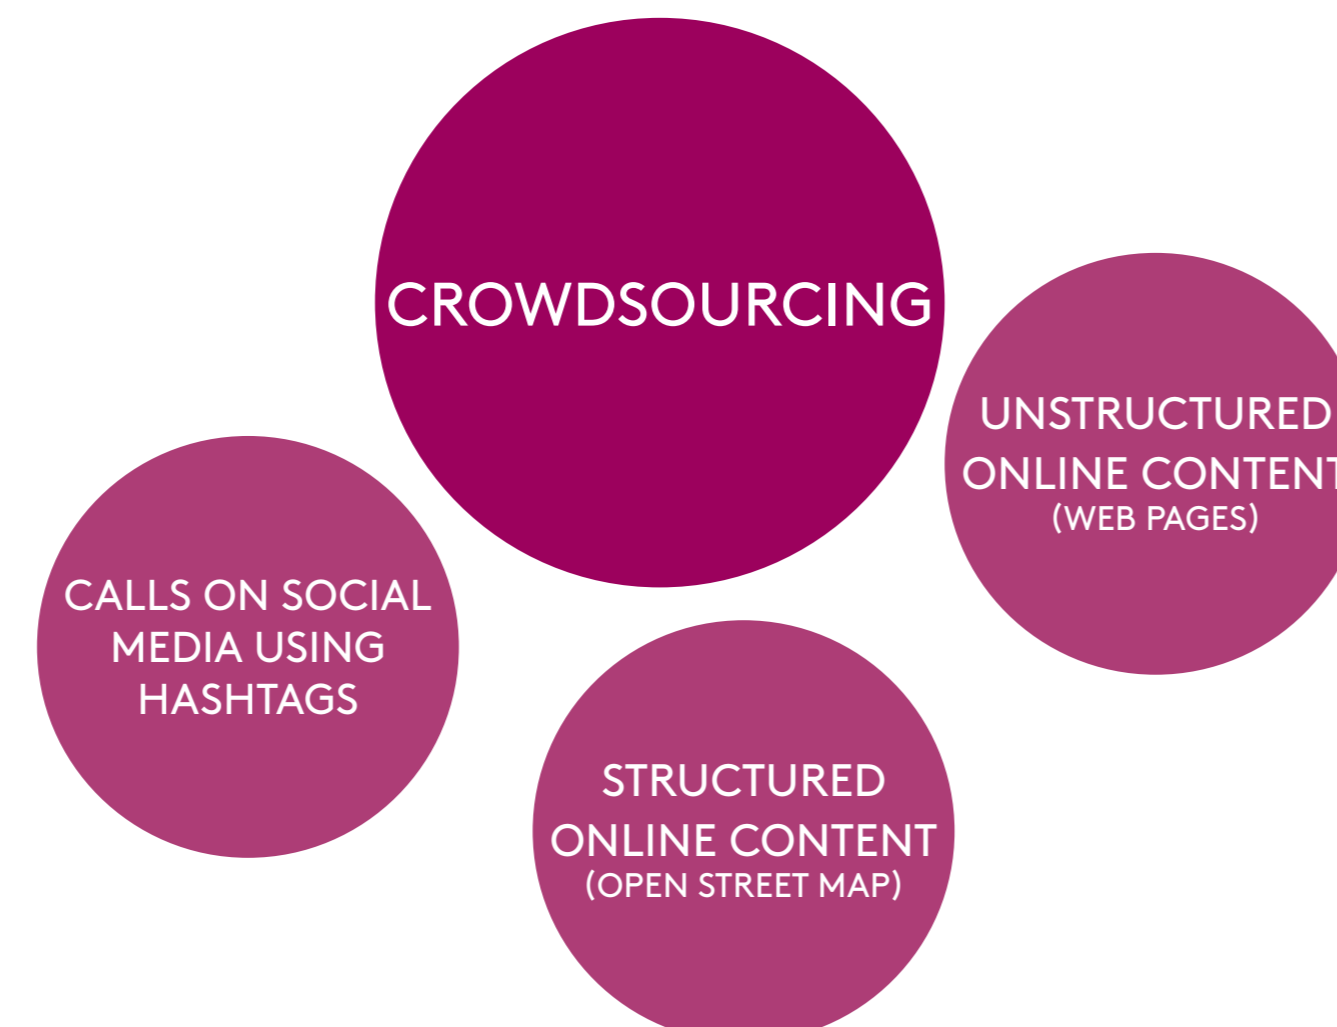 CROWDSOURCING
UNSTRUCTURED
ONLINE CONTENT
(WEB PAGES)
CALLS ON SOCIAL
MEDIA USING
HASHTAGS
STRUCTURED
ONLINE CONTENT
(OPEN STREET MAP)